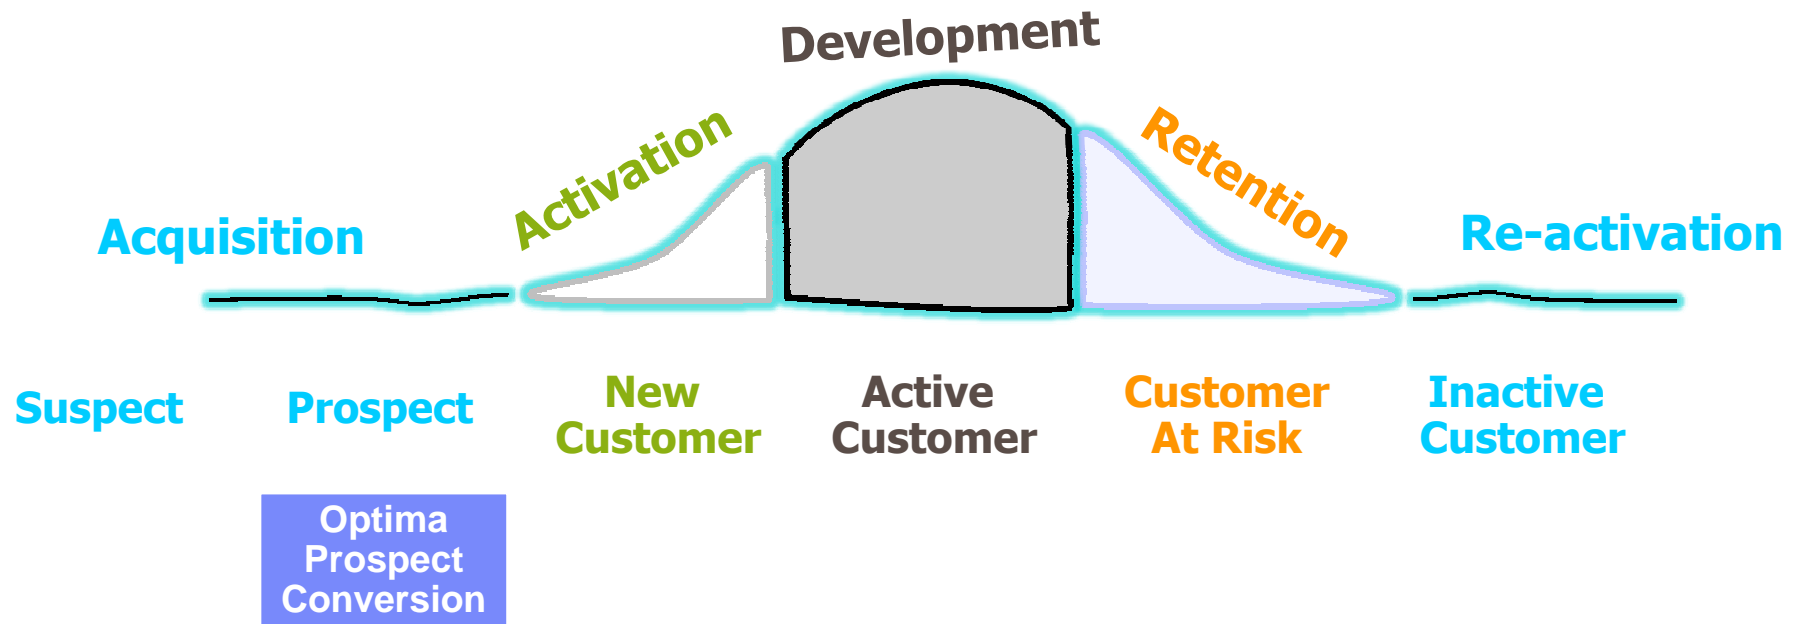 Development
Activation
Retention
Acquisition
Re-activation
Suspect
Prospect
New
Customer
Active
Customer
Customer
At Risk
Inactive
Customer
Optima
Prospect
Conversion